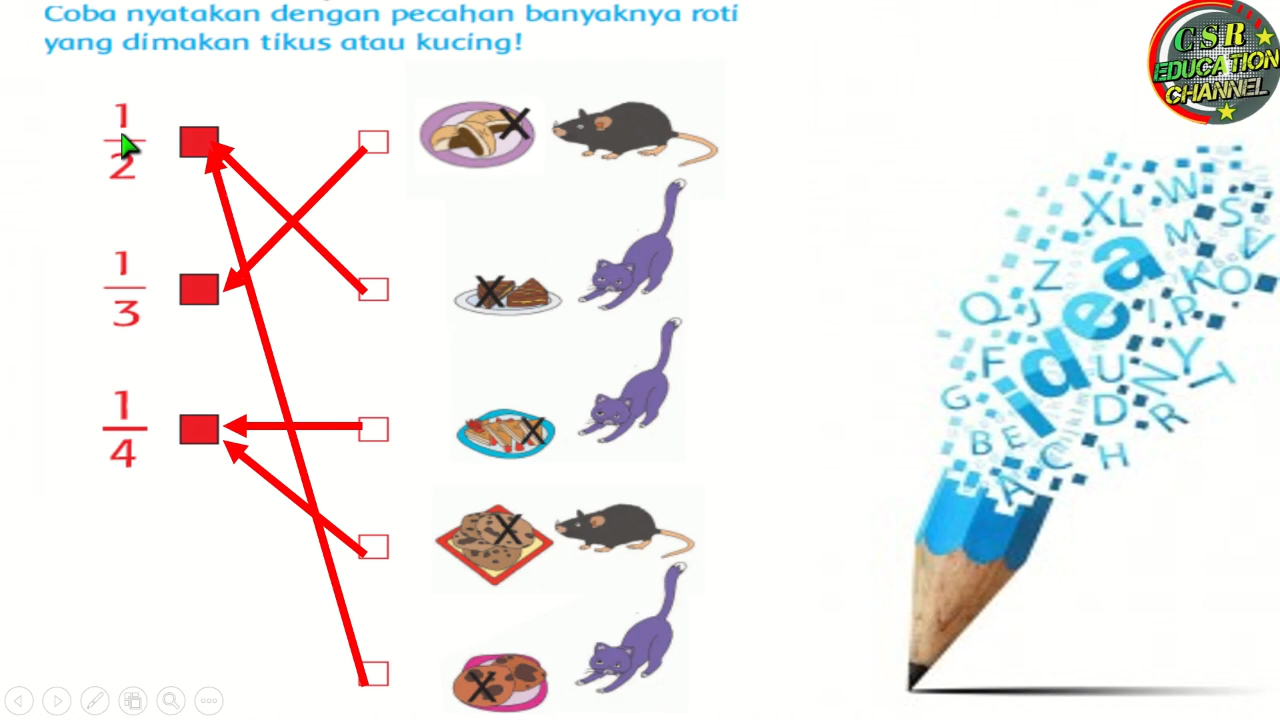 Coba nyatakan dengan pecahan banyaknya roti
yang dimakan tikus atau kucing!
CSR
EDUCATION
CHANNEL
1
2
1
3
1
4
X
X
X
X
X
idea
X L W S
M V
Z K O
Q J I P
F U N Y T
G D R
B E C H
A